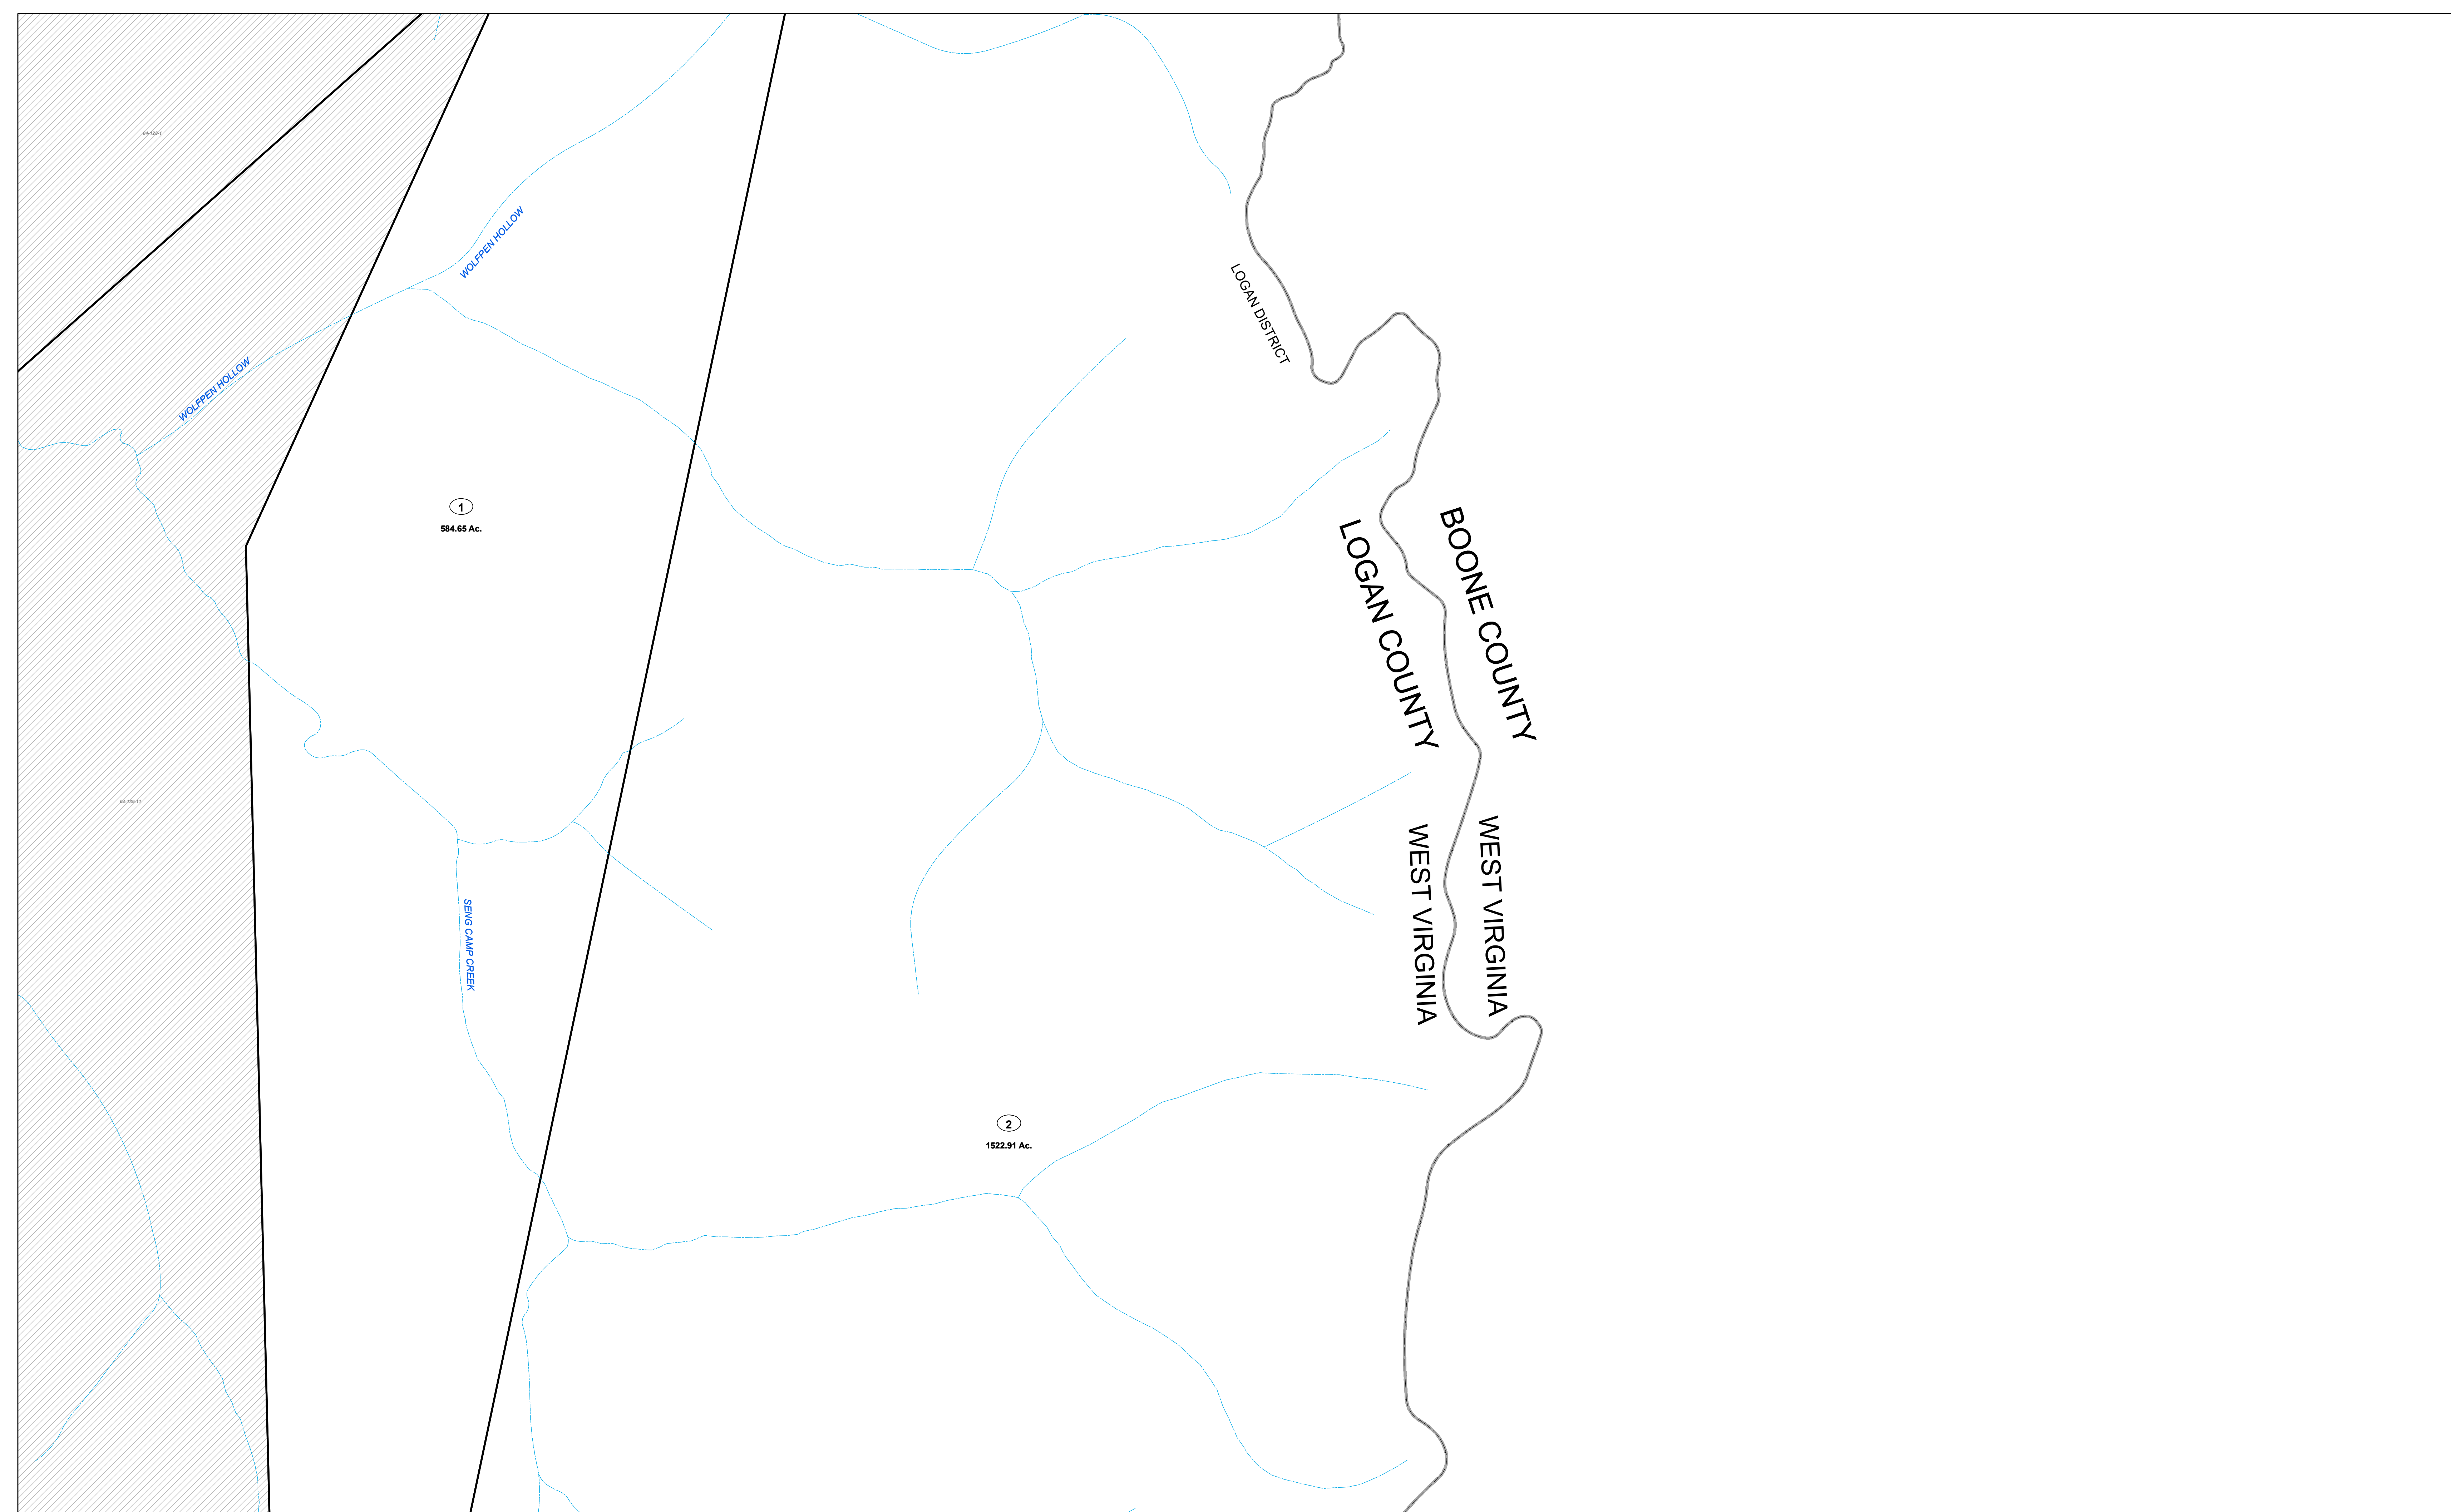 WOLFPEN HOLLOW
LOGAN DISTRICT
WOLFPEN HOLLOW
1
584.65 Ac.
LOGAN COUNTY
BOONE COUNTY
WEST VIRGINIA
WEST VIRGINIA
SENG CAMP CREEK
2
1522.91 Ac.